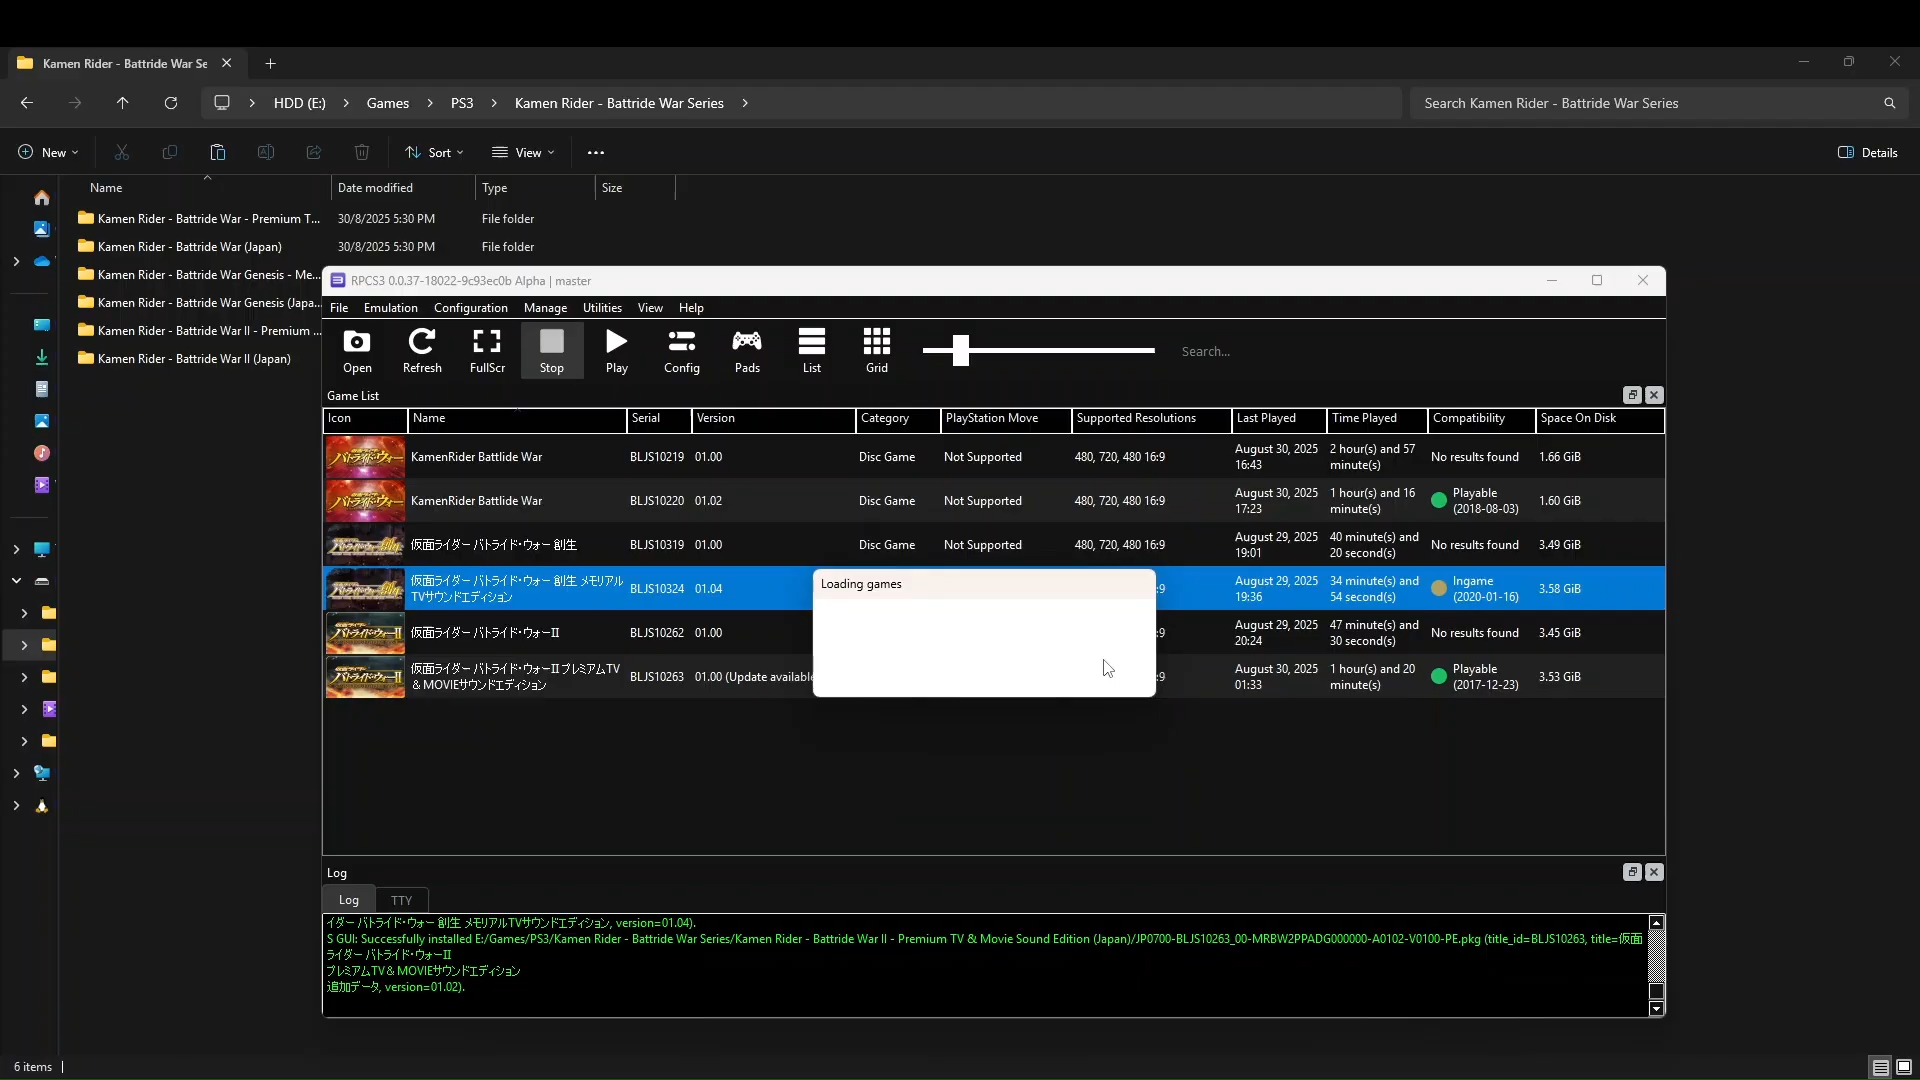 Kamen Rider - Battride War Se
HDD (E:) > Games > PS3 > Kamen Rider - Battride War Series >
Search Kamen Rider - Battride War Series
New
Sort
View
Details
Name Date modified Type Size
Kamen Rider - Battride War - Premium T... 30/8/2025 5:30 PM File folder
Kamen Rider - Battride War (Japan) 30/8/2025 5:30 PM File folder
Kamen Rider - Battride War Genesis - Me...
Kamen Rider - Battride War Genesis (Japa...
Kamen Rider - Battride War II - Premium ...
Kamen Rider - Battride War II (Japan)
RPCS3 0.0.37-18022-9c93ec0b Alpha | master
File Emulation Configuration Manage Utilities View Help
Open Refresh FullScr Stop Play Config Pads List Grid
Search...
Game List
Icon Name Serial Version Category PlayStation Move Supported Resolutions Last Played Time Played Compatibility Space On Disk
KamenRider Battlide War BLJS10219 01.00 Disc Game Not Supported 480, 720, 480 16:9 August 30, 2025 16:43 2 hour(s) and 57 minute(s) No results found 1.66 GiB
KamenRider Battlide War BLJS10220 01.02 Disc Game Not Supported 480, 720, 480 16:9 August 30, 2025 17:23 1 hour(s) and 16 minute(s) Playable (2018-08-03) 1.60 GiB
仮面ライダー バトライド・ウォー 創生 BLJS10319 01.00 Disc Game Not Supported 480, 720, 480 16:9 August 29, 2025 19:01 40 minute(s) and 20 second(s) No results found 3.49 GiB
仮面ライダー バトライド・ウォー 創生 メモリアルTVサウンドエディション BLJS10324 01.04 :9 August 29, 2025 19:36 34 minute(s) and 54 second(s) Ingame (2020-01-16) 3.58 GiB
仮面ライダー バトライド・ウォーⅡ BLJS10262 01.00 :9 August 29, 2025 20:24 47 minute(s) and 30 second(s) No results found 3.45 GiB
仮面ライダー バトライド・ウォーⅡ プレミアムTV＆MOVIEサウンドエディション BLJS10263 01.00 (Update available :9 August 30, 2025 01:33 1 hour(s) and 20 minute(s) Playable (2017-12-23) 3.53 GiB
Loading games
Log
Log TTY
イダー バトライド・ウォー 創生 メモリアルTVサウンドエディション, version=01.04).
S GUI: Successfully installed E:/Games/PS3/Kamen Rider - Battride War Series/Kamen Rider - Battride War II - Premium TV & Movie Sound Edition (Japan)/JP0700-BLJS10263_00-MRBW2PPADG000000-A0102-V0100-PE.pkg (title_id=BLJS10263, title=仮面
ライダー バトライド・ウォーⅡ
プレミアムTV＆MOVIEサウンドエディション
追加データ, version=01.02).
6 items